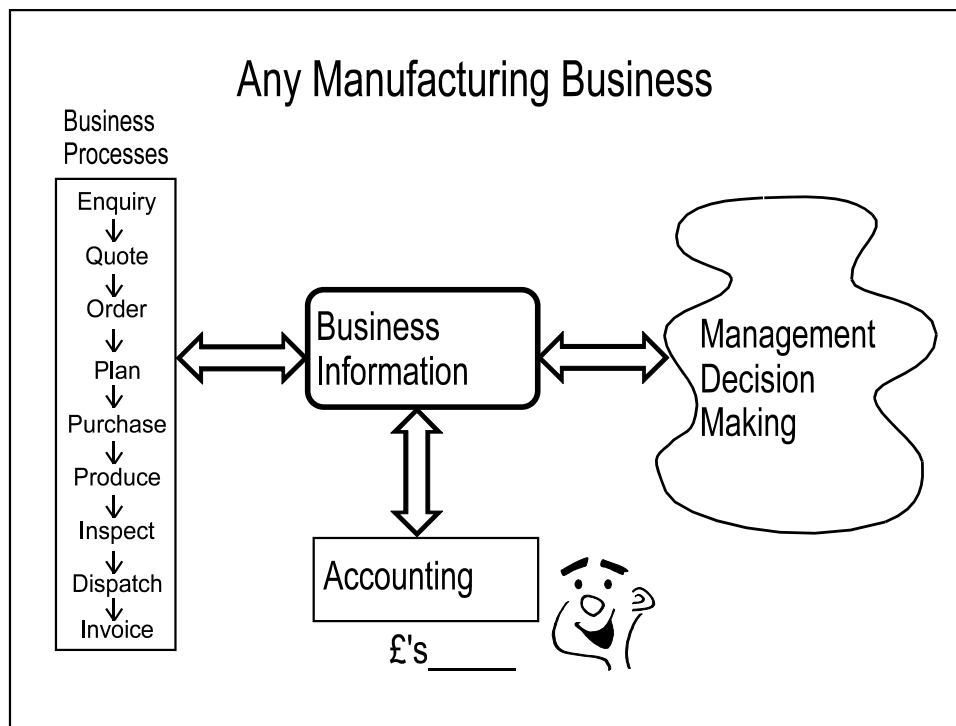 Any Manufacturing Business
Business
Processes
Enquiry
Quote
Order
Plan
Purchase
Produce
Inspect
Dispatch
Invoice
Business
Information
Management
Decision
Making
Accounting
£'s_____